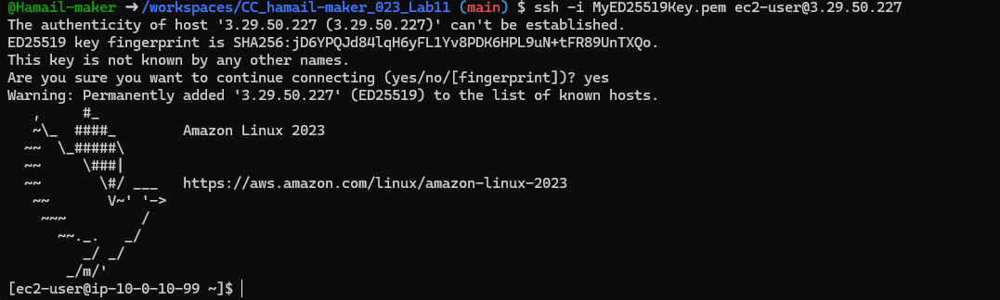 @Hamail-maker ➜/workspaces/CC_hamail-maker_023_Lab11 (main) $ ssh -i MyED25519Key.pem ec2-user@3.29.50.227
The authenticity of host '3.29.50.227 (3.29.50.227)' can't be established.
ED25519 key fingerprint is SHA256:jD6YPQJd84lqH6yFL1Yv8PDK6HPL9uN+tFR89UnTXQo.
This key is not known by any other names.
Are you sure you want to continue connecting (yes/no/[fingerprint])? yes
Warning: Permanently added '3.29.50.227' (ED25519) to the list of known hosts.
   ,     #_
   ~\_  ####_        Amazon Linux 2023
  ~~  \_#####\
  ~~     \###|
  ~~       \#/ ___   https://aws.amazon.com/linux/amazon-linux-2023
   ~~       V~' '->
    ~~~         /
      ~~._.   _/
         _/ _/
       _/m/'
[ec2-user@ip-10-0-10-99 ~]$